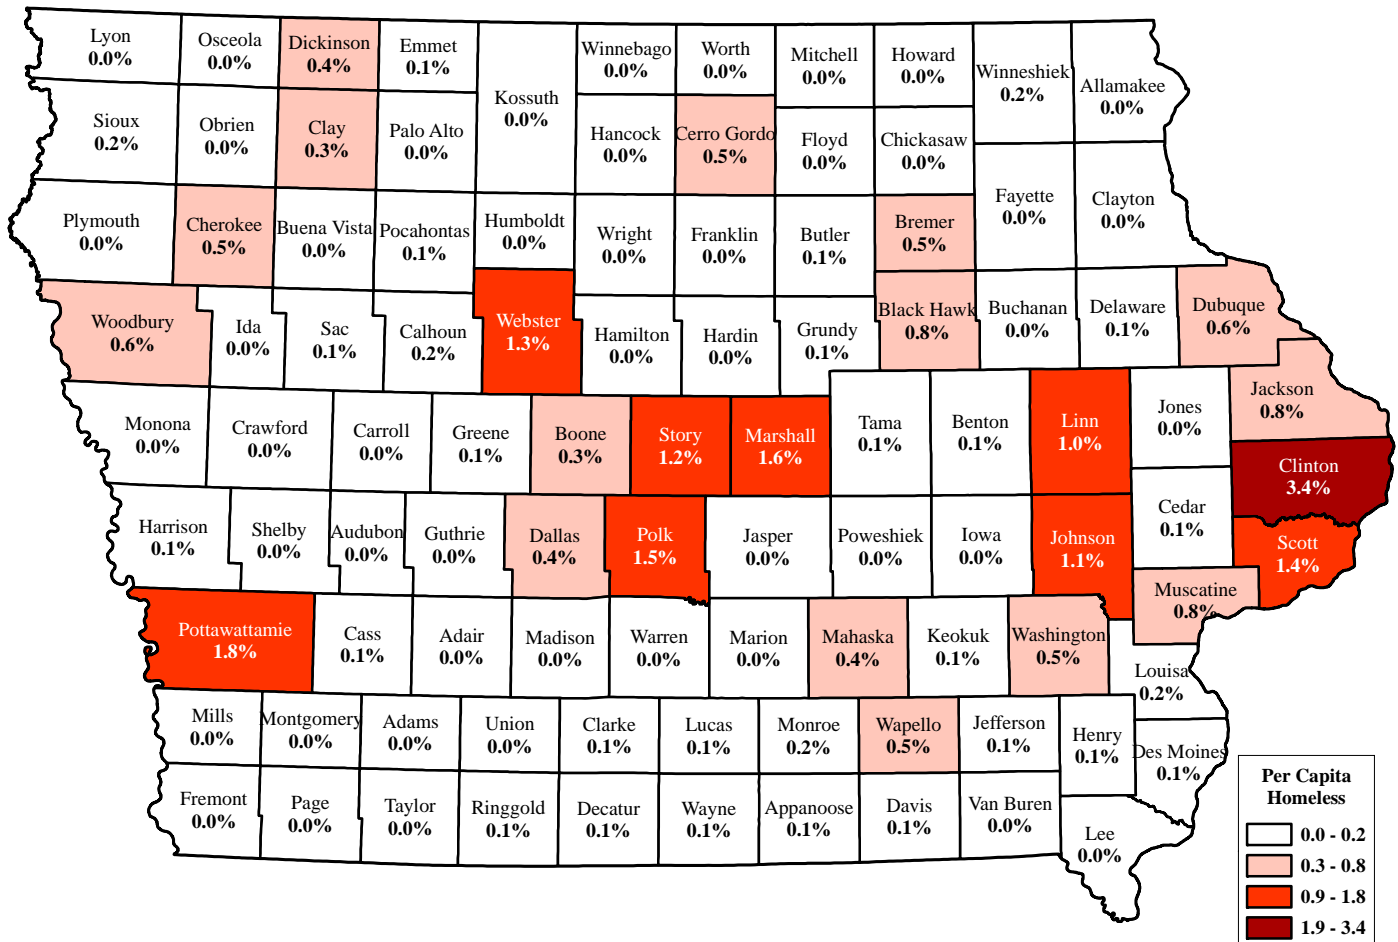 Lyon
0.0%
Osceola
0.0%
Dickinson
0.4%
Emmet
0.1%
Kossuth
0.0%
Winnebago
0.0%
Worth
0.0%
Mitchell
0.0%
Howard
0.0%
Winneshiek
0.2%
Allamakee
0.0%
Sioux
0.2%
Obrien
0.0%
Clay
0.3%
Palo Alto
0.0%
Hancock
0.0%
Cerro Gordo
0.5%
Floyd
0.0%
Chickasaw
0.0%
Fayette
0.0%
Clayton
0.0%
Plymouth
0.0%
Cherokee
0.5%
Buena Vista
0.0%
Pocahontas
0.1%
Humboldt
0.0%
Wright
0.0%
Franklin
0.0%
Butler
0.1%
Bremer
0.5%
Woodbury
0.6%
Ida
0.0%
Sac
0.1%
Calhoun
0.2%
Webster
1.3%
Hamilton
0.0%
Hardin
0.0%
Grundy
0.1%
Black Hawk
0.8%
Buchanan
0.0%
Delaware
0.1%
Dubuque
0.6%
Monona
0.0%
Crawford
0.0%
Carroll
0.0%
Greene
0.1%
Boone
0.3%
Story
1.2%
Marshall
1.6%
Tama
0.1%
Benton
0.1%
Linn
1.0%
Jones
0.0%
Jackson
0.8%
Clinton
3.4%
Harrison
0.1%
Shelby
0.0%
Audubon
0.0%
Guthrie
0.0%
Dallas
0.4%
Polk
1.5%
Jasper
0.0%
Poweshiek
0.0%
Iowa
0.0%
Johnson
1.1%
Cedar
0.1%
Scott
1.4%
Muscatine
0.8%
Pottawattamie
1.8%
Cass
0.1%
Adair
0.0%
Madison
0.0%
Warren
0.0%
Marion
0.0%
Mahaska
0.4%
Keokuk
0.1%
Washington
0.5%
Louisa
0.2%
Mills
0.0%
Montgomery
0.0%
Adams
0.0%
Union
0.0%
Clarke
0.1%
Lucas
0.1%
Monroe
0.2%
Wapello
0.5%
Jefferson
0.1%
Henry
0.1%
Des Moines
0.1%
Fremont
0.0%
Page
0.0%
Taylor
0.0%
Ringgold
0.1%
Decatur
0.1%
Wayne
0.1%
Appanoose
0.1%
Davis
0.1%
Van Buren
0.0%
Lee
0.0%
Per Capita
Homeless
0.0 - 0.2
0.3 - 0.8
0.9 - 1.8
1.9 - 3.4